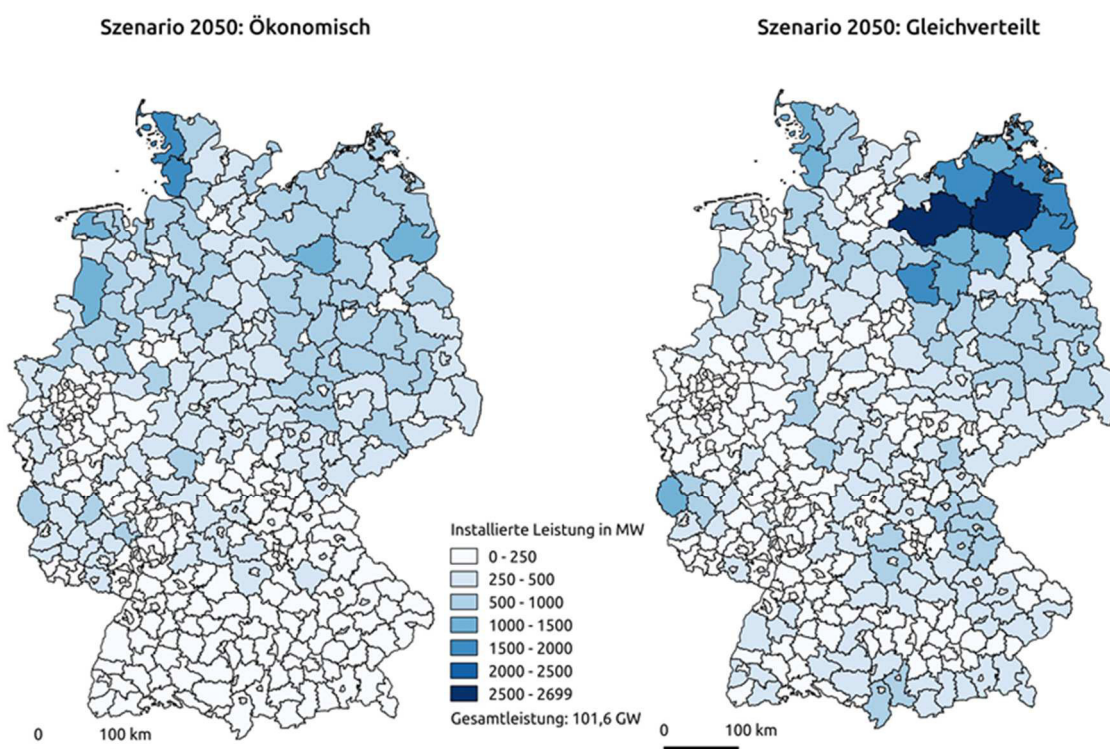 Szenario 2050: Ökonomisch
Szenario 2050: Gleichverteilt
Installierte Leistung in MW
0 - 250
250 - 500
500 - 1000
1000 - 1500
1500 - 2000
2000 - 2500
2500 - 2699
Gesamtleistung: 101,6 GW
0 100 km
0 100 km